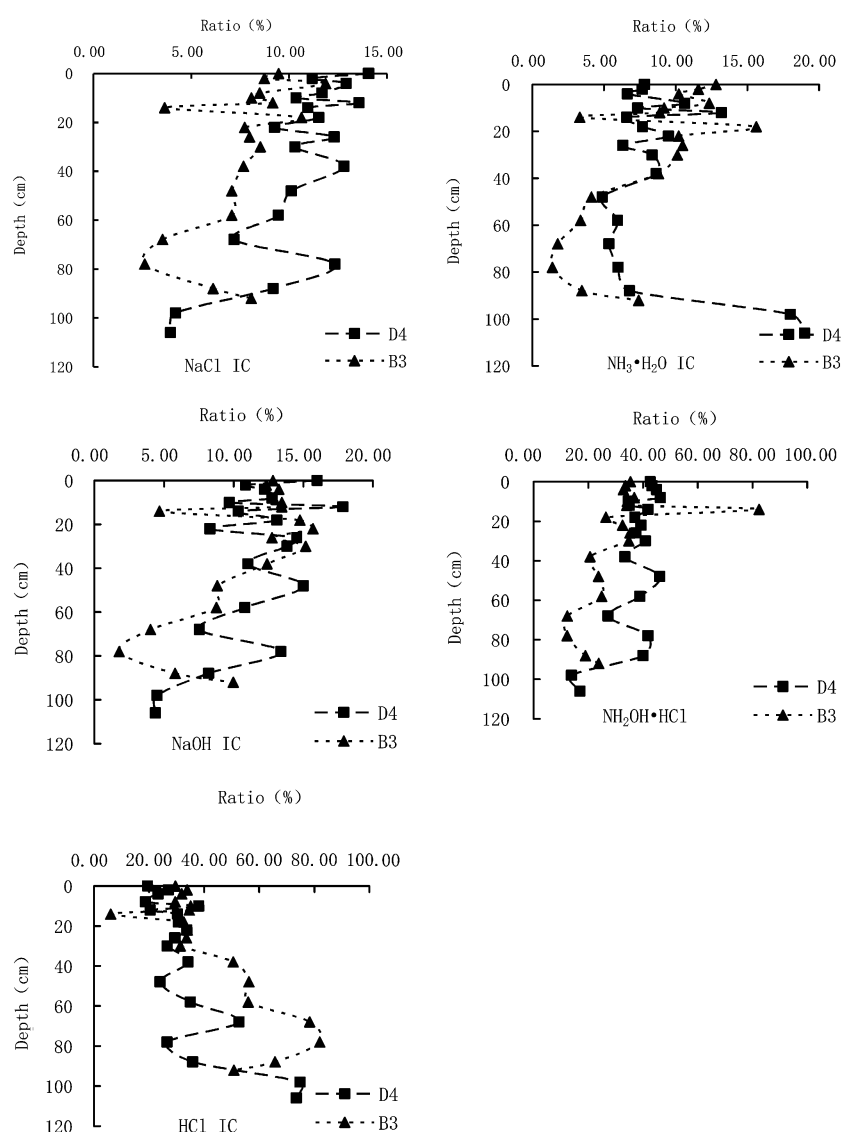 Ratio (%)
0.00 5.00 10.00 15.00
0
20
40
60
80
100
120
Depth (cm)
D4
B3
NaCl IC
Ratio (%)
0.00 5.00 10.00 15.00 20.00
0
20
40
60
80
100
120
Depth (cm)
D4
B3
NH₃•H₂O IC
Ratio (%)
0.00 5.00 10.00 15.00 20.00
0
20
40
60
80
100
120
Depth (cm)
D4
B3
NaOH IC
Ratio (%)
0.00 20.00 40.00 60.00 80.00 100.00
0
20
40
60
80
100
120
Depth (cm)
D4
B3
NH₂OH•HCl
Ratio (%)
0.00 20.00 40.00 60.00 80.00 100.00
0
20
40
60
80
100
120
Depth (cm)
D4
B3
HCl IC